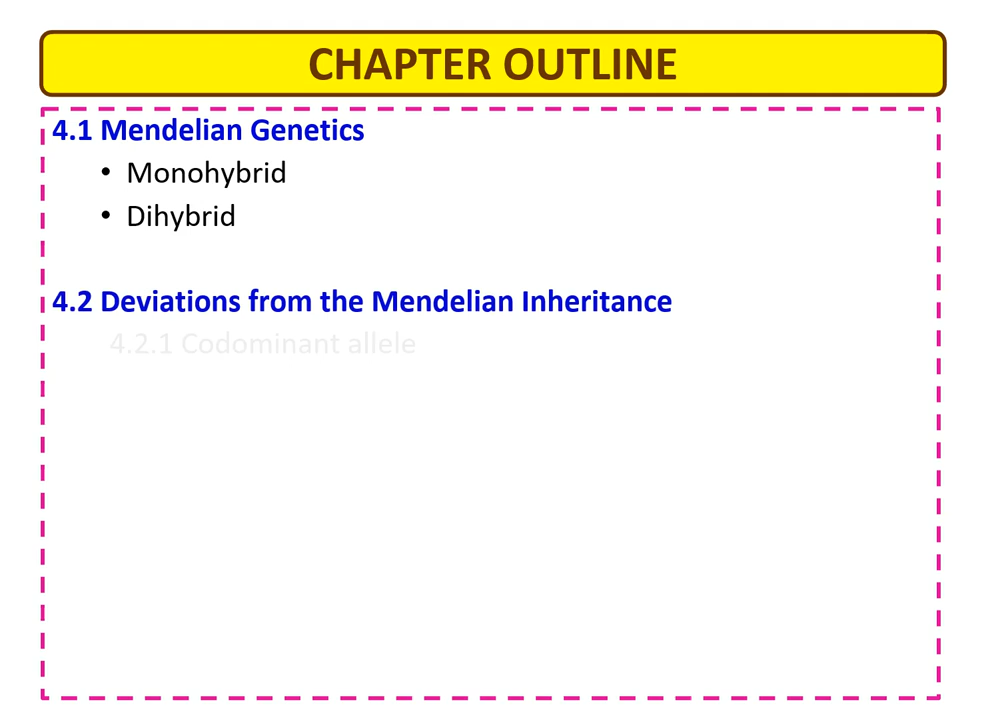 CHAPTER OUTLINE
4.1 Mendelian Genetics
• Monohybrid
• Dihybrid
4.2 Deviations from the Mendelian Inheritance
4.2.1 Codominant allele